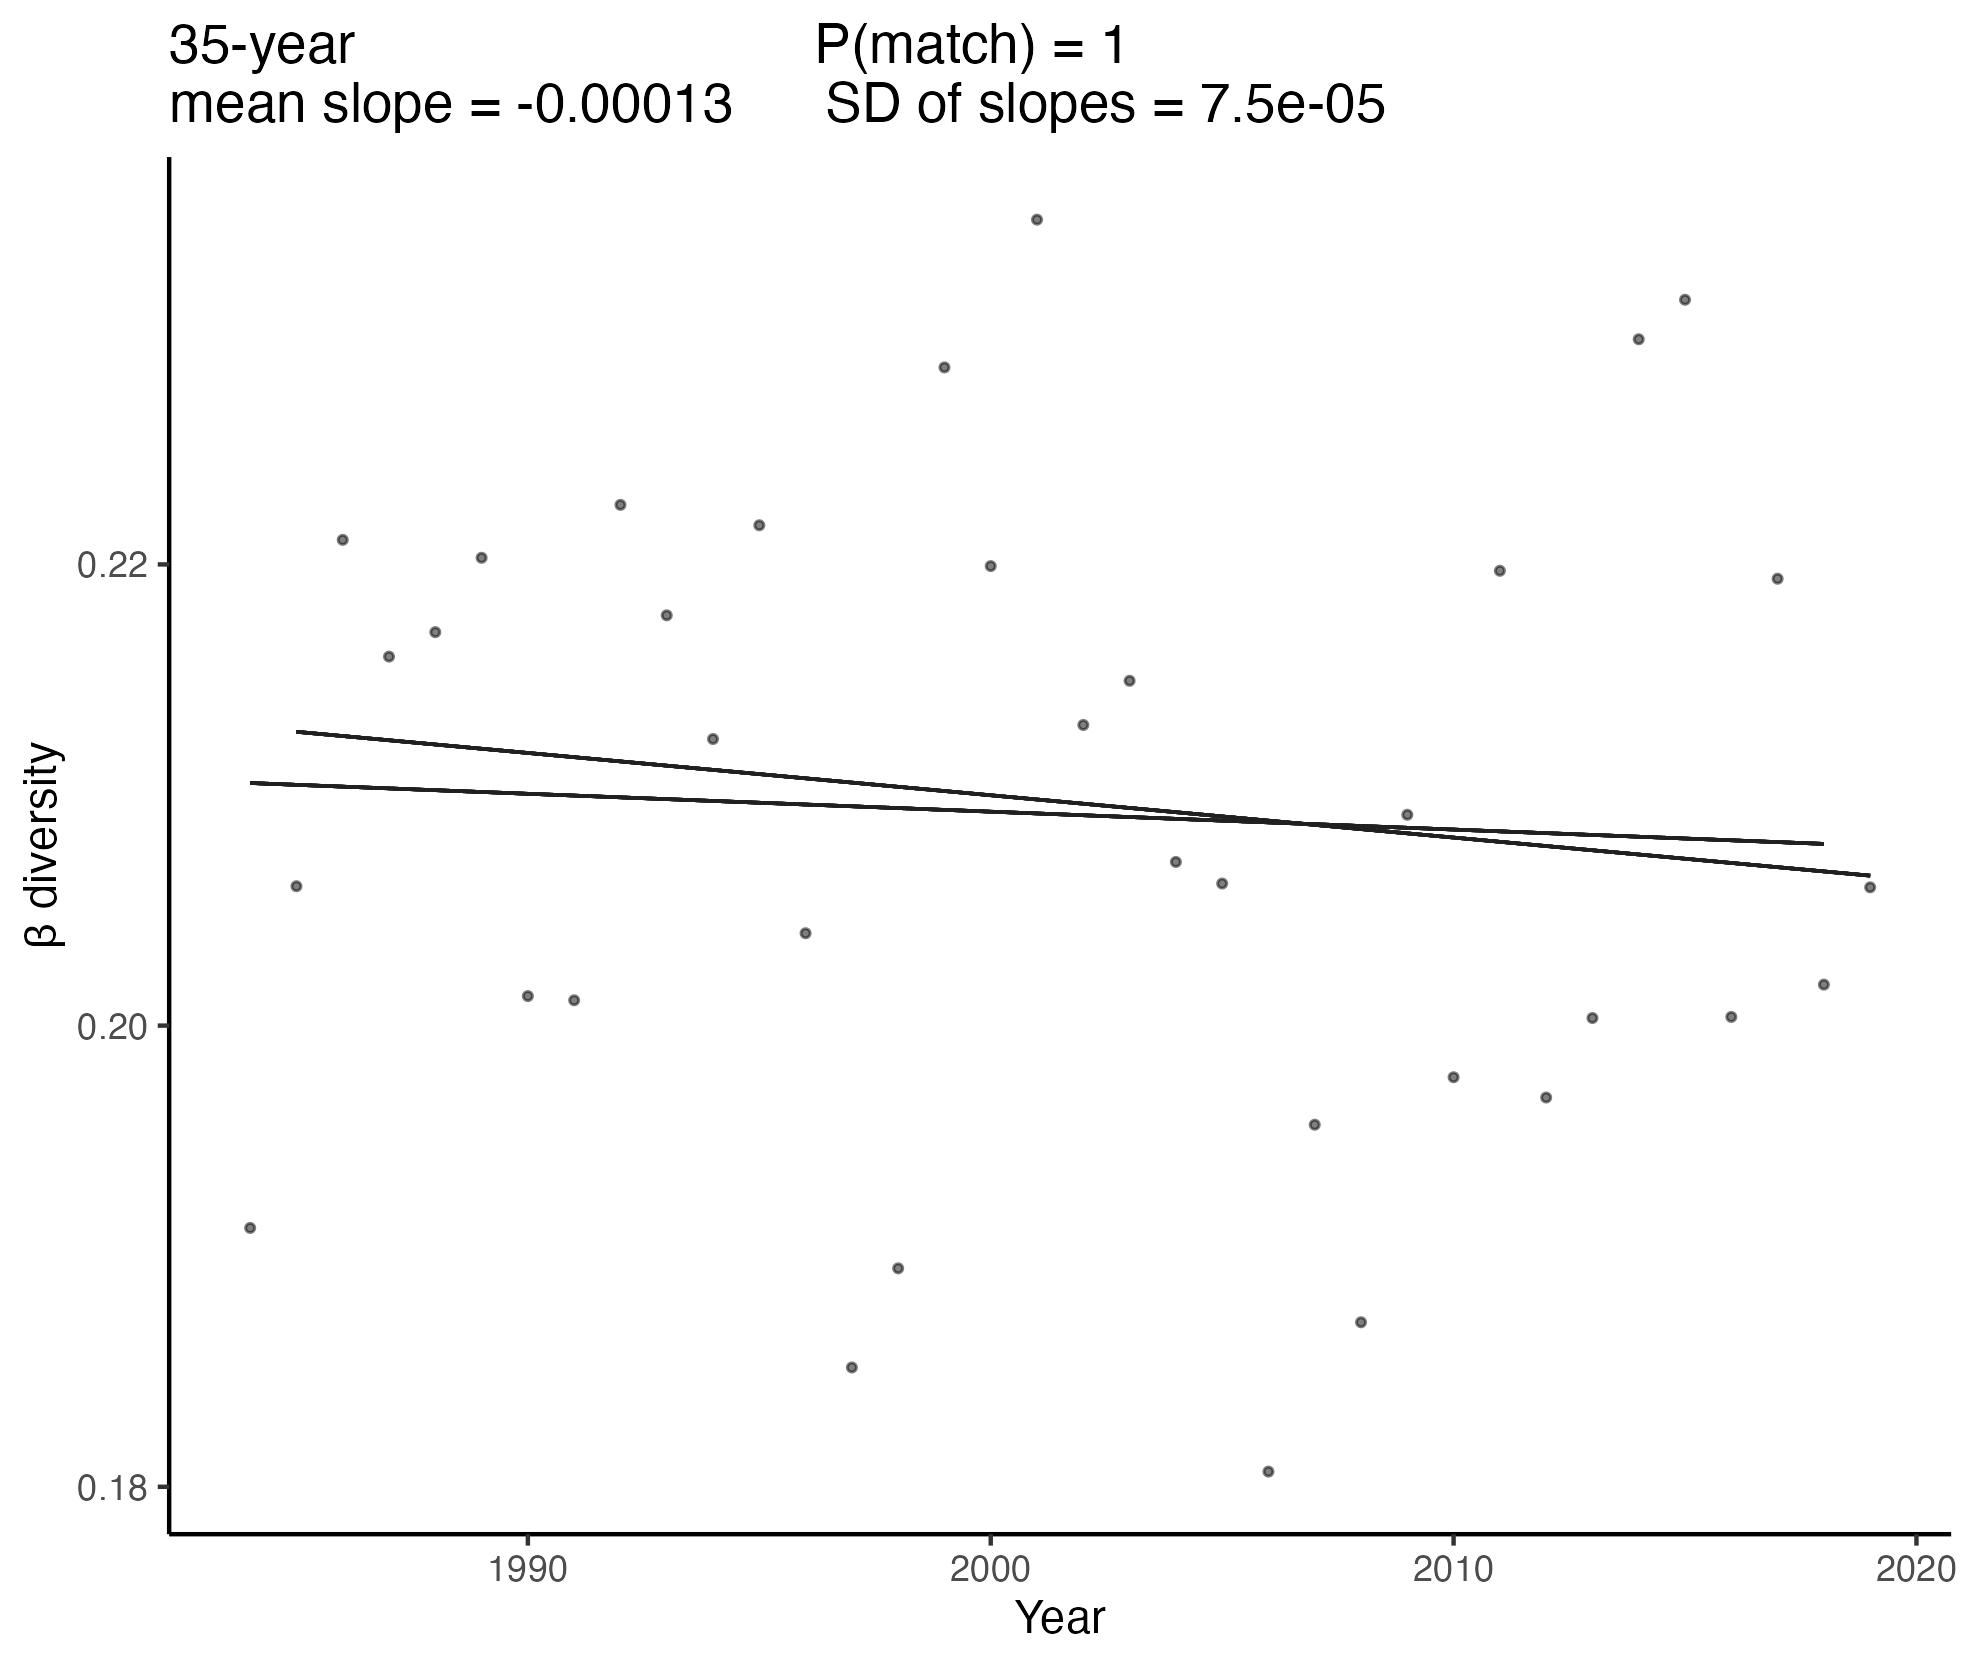 35-year P(match) = 1
mean slope = -0.00013 SD of slopes = 7.5e-05
β diversity
0.22
0.20
0.18
1990 2000 2010 2020
Year